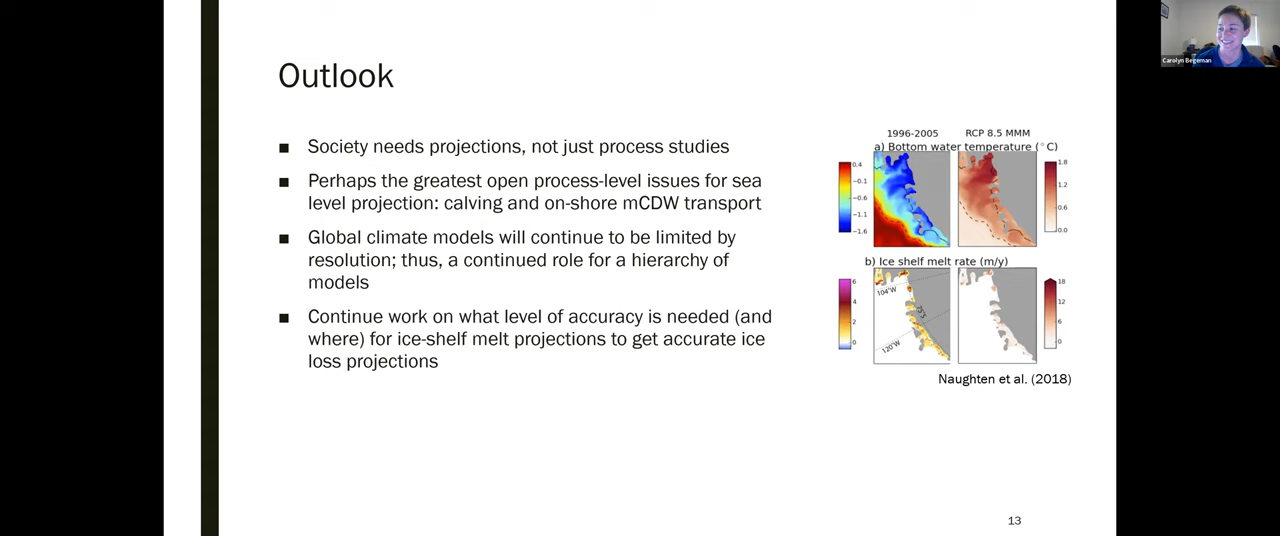 Carolyn Begeman
Outlook
■ Society needs projections, not just process studies
■ Perhaps the greatest open process-level issues for sea
level projection: calving and on-shore mCDW transport
■ Global climate models will continue to be limited by
resolution; thus, a continued role for a hierarchy of
models
■ Continue work on what level of accuracy is needed (and
where) for ice-shelf melt projections to get accurate ice
loss projections
1996-2005 RCP 8.5 MMM
a) Bottom water temperature (°C)
0.4
−0.1
−0.6
−1.1
−1.6
1.8
1.2
0.6
0.0
b) Ice shelf melt rate (m/y)
6
4
2
0
104°W
75°S
120°W
18
12
6
0
Naughten et al. (2018)
13